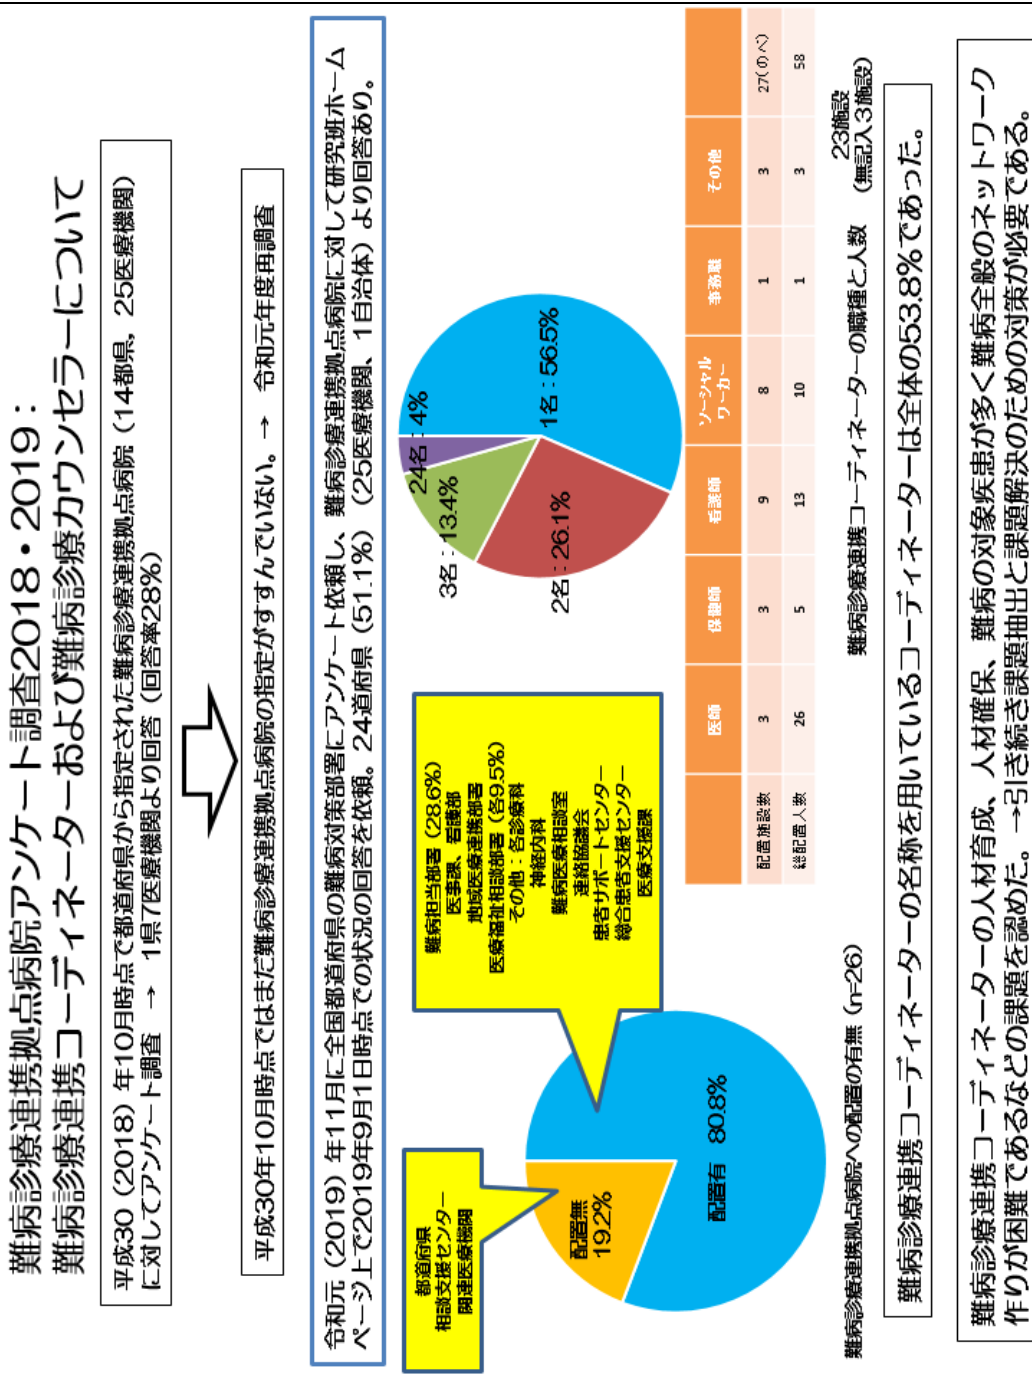 難病診療連携拠点病院アンケート調査2018・2019：
難病診療連携コーディネーターおよび難病診療カウンセラーについて
平成30（2018）年10月時点で都道府県から指定された難病診療連携拠点病院（14都県，25医療機関）
に対してアンケート調査　→　1県7医療機関より回答（回答率28%）
平成30年10月時点ではまだ難病診療連携拠点病院の指定がすすんでいない。→　令和元年度再調査
令和元（2019）年11月に全国都道府県の難病対策部署にアンケート依頼し、難病診療連携拠点病院に対して研究班ホーム
ページ上で2019年9月1日時点での状況の回答を依頼。24道府県（51.1%）（25医療機関、1自治体）より回答あり。
都道府県
相談支援センター
関連医療機関
配置無
19.2%
配置有　80.8%
難病担当部署（28.6%）
医事課、看護部
地域医療連携部署
医療福祉相談部署（各9.5%）
その他：各診療科
神経内科
難病医療相談室
連絡協議会
患者サポートセンター
総合患者支援センター
医療支援課
難病診療連携拠点病院への配置の有無（n=26）
24名：4%
3名：13.4%
2名：26.1%
1名：56.5%
医師　保健師　看護師　ソーシャル　事務職　その他
ワーカー
配置施設数　3　3　9　8　1　3　27(のべ)
総配置人数　26　5　13　10　1　3　58
難病診療連携コーディネーターの職種と人数
23施設
（無記入3施設）
難病診療連携コーディネーターの名称を用いているコーディネーターは全体の53.8%であった。
難病診療連携コーディネーターの人材育成、人材確保、難病の対象疾患が多く難病全般のネットワーク
作りが困難であるなどの課題を認めた。→引き続き課題抽出と課題解決のための対策が必要である。